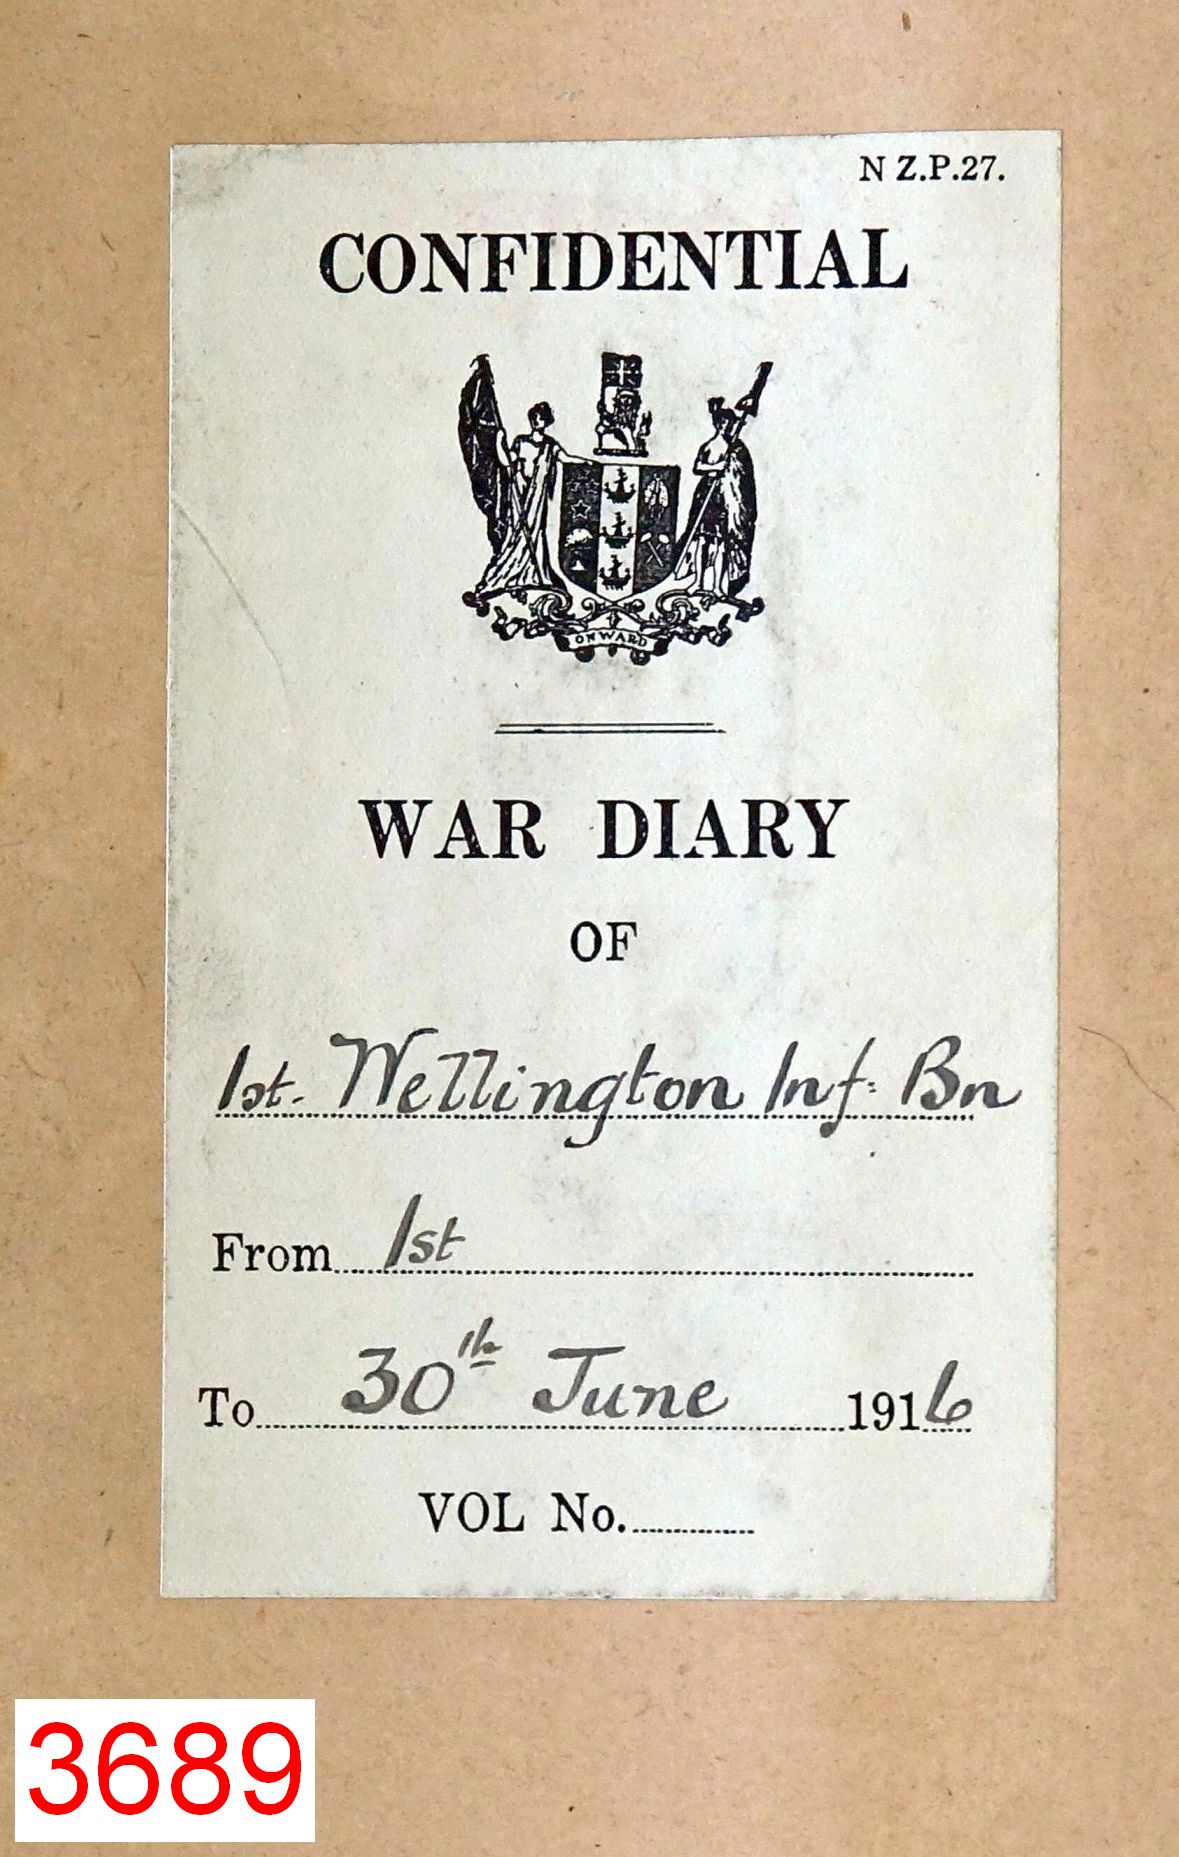 N Z.P.27.
CONFIDENTIAL
ONWARD
WAR DIARY
OF
1st. Wellington Inf: Bn
From 1st
To 30th June 1916
VOL No.
3689